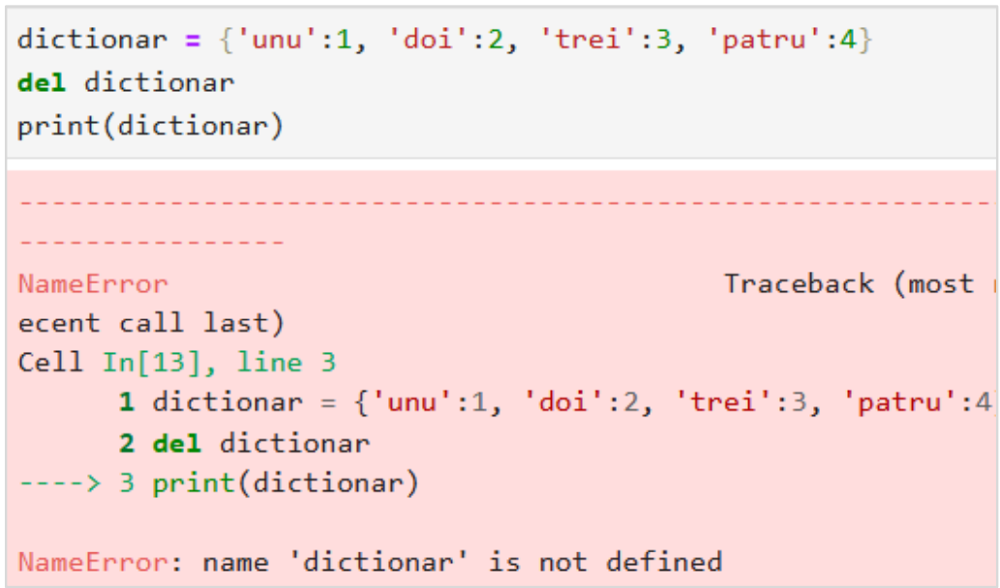 dictionar = {'unu':1, 'doi':2, 'trei':3, 'patru':4}
del dictionar
print(dictionar)
---------------------------------------------------------
----------------
NameError                                 Traceback (most
ecent call last)
Cell In[13], line 3
      1 dictionar = {'unu':1, 'doi':2, 'trei':3, 'patru':4
      2 del dictionar
----> 3 print(dictionar)
NameError: name 'dictionar' is not defined